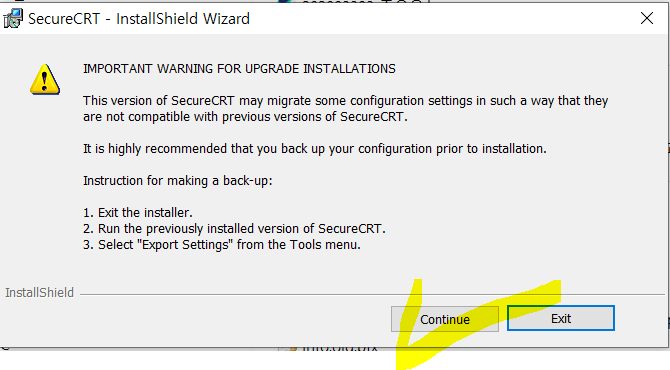 SecureCRT - InstallShield Wizard
IMPORTANT WARNING FOR UPGRADE INSTALLATIONS
This version of SecureCRT may migrate some configuration settings in such a way that they
are not compatible with previous versions of SecureCRT.
It is highly recommended that you back up your configuration prior to installation.
Instruction for making a back-up:
1. Exit the installer.
2. Run the previously installed version of SecureCRT.
3. Select "Export Settings" from the Tools menu.
InstallShield
Continue
Exit